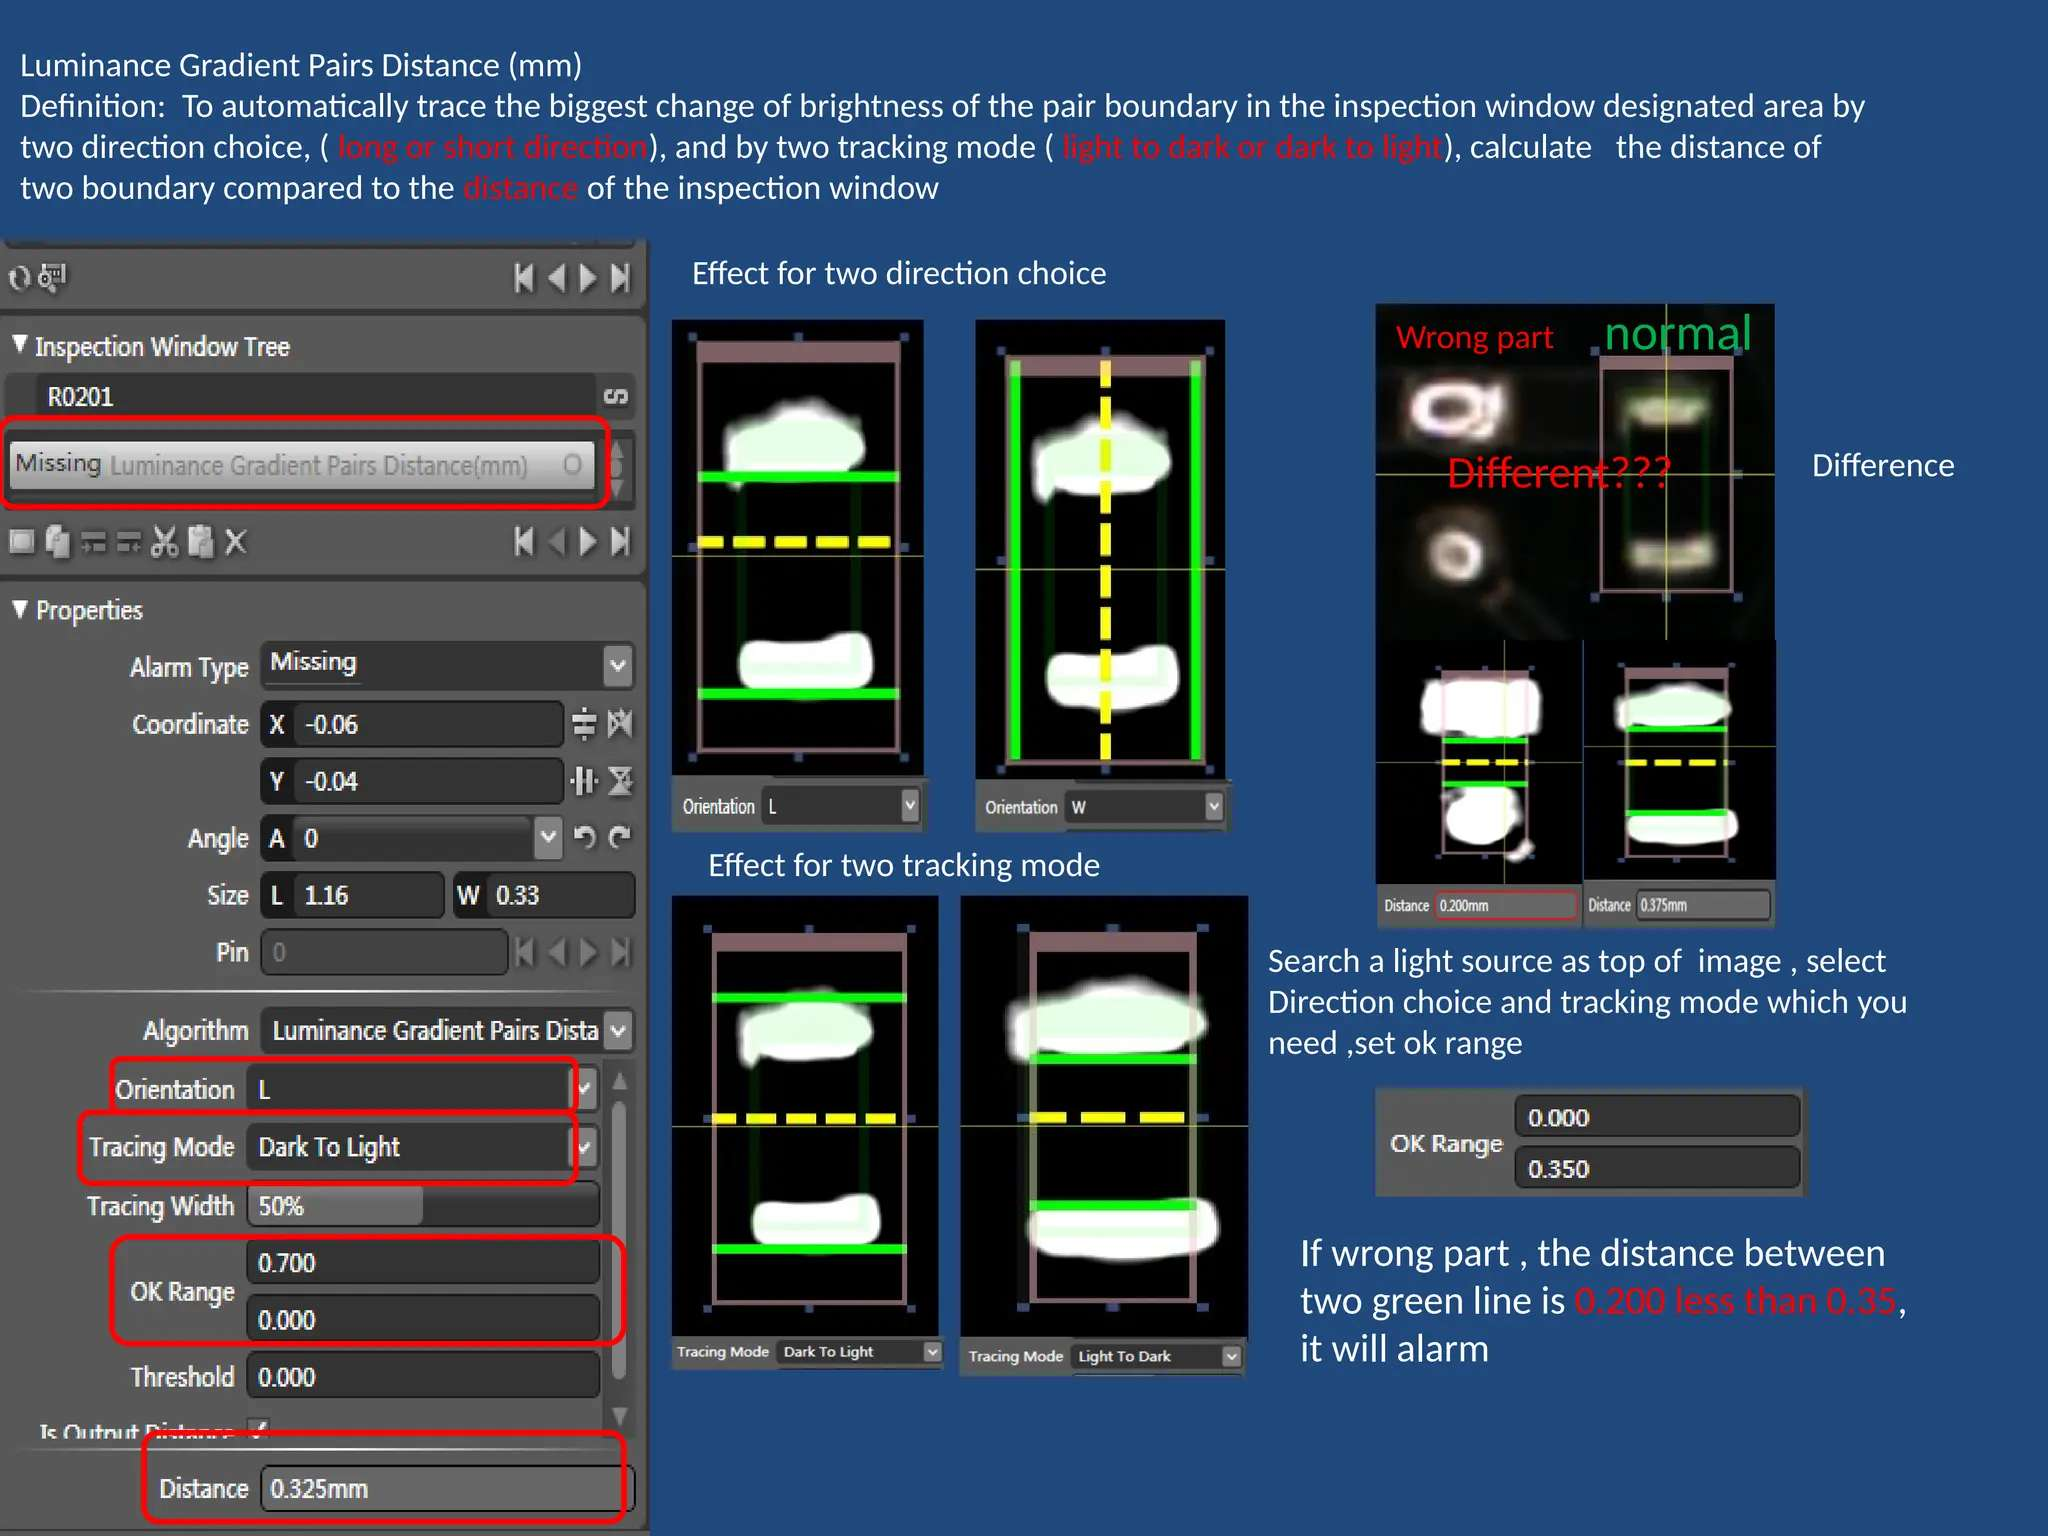 Luminance Gradient Pairs Distance (mm)
Definition: To automatically trace the biggest change of brightness of the pair boundary in the inspection window designated area by
two direction choice, ( long or short direction), and by two tracking mode ( light to dark or dark to light), calculate the distance of
two boundary compared to the distance of the inspection window
Inspection Window Tree
R0201
Missing Luminance Gradient Pairs Distance(mm)
Properties
Alarm Type Missing
Coordinate X -0.06
Y -0.04
Angle A 0
Size L 1.16 W 0.33
Pin 0
Algorithm Luminance Gradient Pairs Dista
Orientation L
Tracing Mode Dark To Light
Tracing Width 50%
OK Range 0.700
0.000
Threshold 0.000
Is Output Distance
Distance 0.325mm
Effect for two direction choice
Orientation L
Orientation W
Effect for two tracking mode
Tracing Mode Dark To Light
Tracing Mode Light To Dark
Wrong part normal
Different???
Difference
Distance 0.200mm
Distance 0.375mm
Search a light source as top of image , select
Direction choice and tracking mode which you
need ,set ok range
OK Range 0.000
0.350
If wrong part , the distance between
two green line is 0.200 less than 0.35,
it will alarm